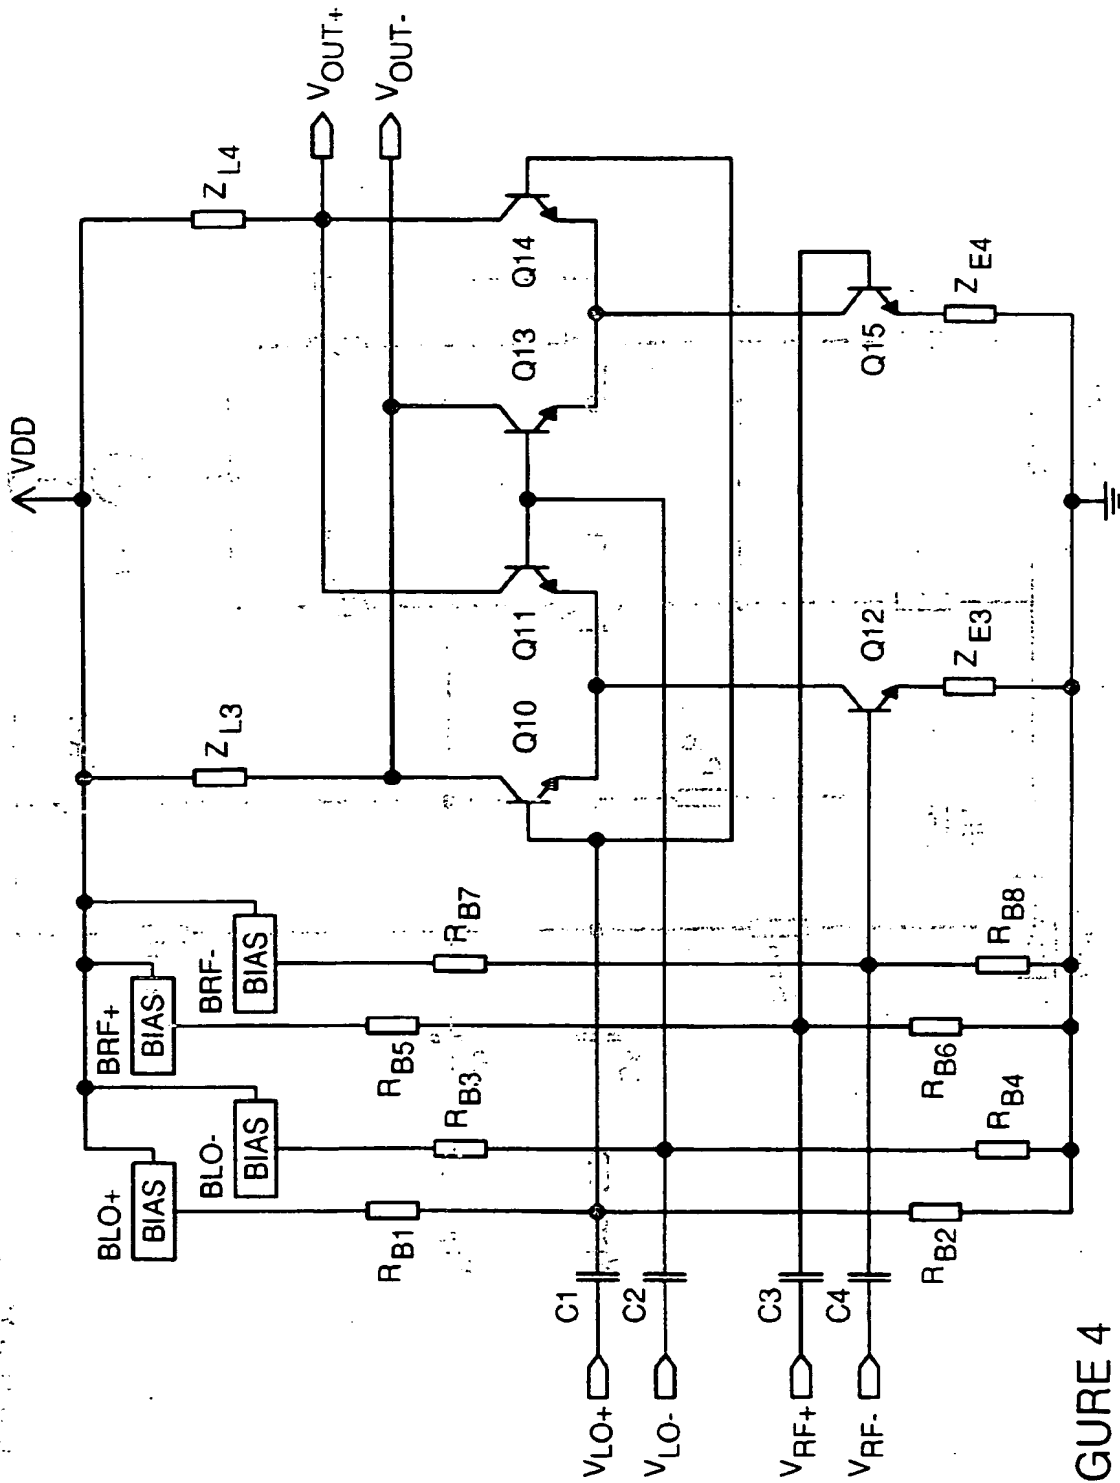 VDD
BLO+
BIAS
BLO-
BIAS
BRF+
BIAS
BRF-
BIAS
ZL3
ZL4
VOUT+
VOUT-
RB1
RB3
RB5
RB7
Q10
Q11
Q13
Q14
VLO+
C1
VLO-
C2
VRF+
C3
VRF-
C4
Q12
Q15
RB2
RB4
RB6
RB8
ZE3
ZE4
GURE 4